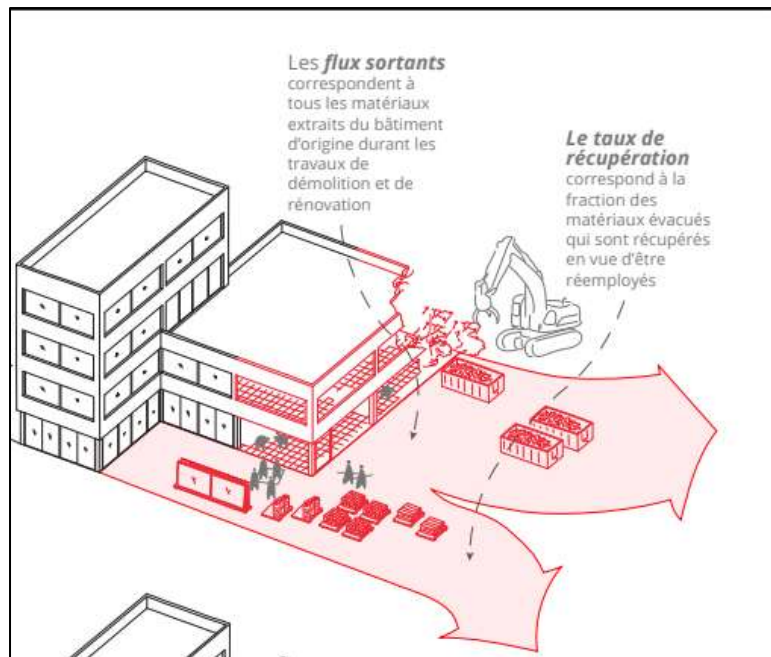 Les flux sortants
correspondent à
tous les matériaux
extraits du bâtiment
d'origine durant les
travaux de
démolition et de
rénovation
Le taux de
récupération
correspond à la
fraction des
matériaux évacués
qui sont récupérés
en vue d'être
réemployés